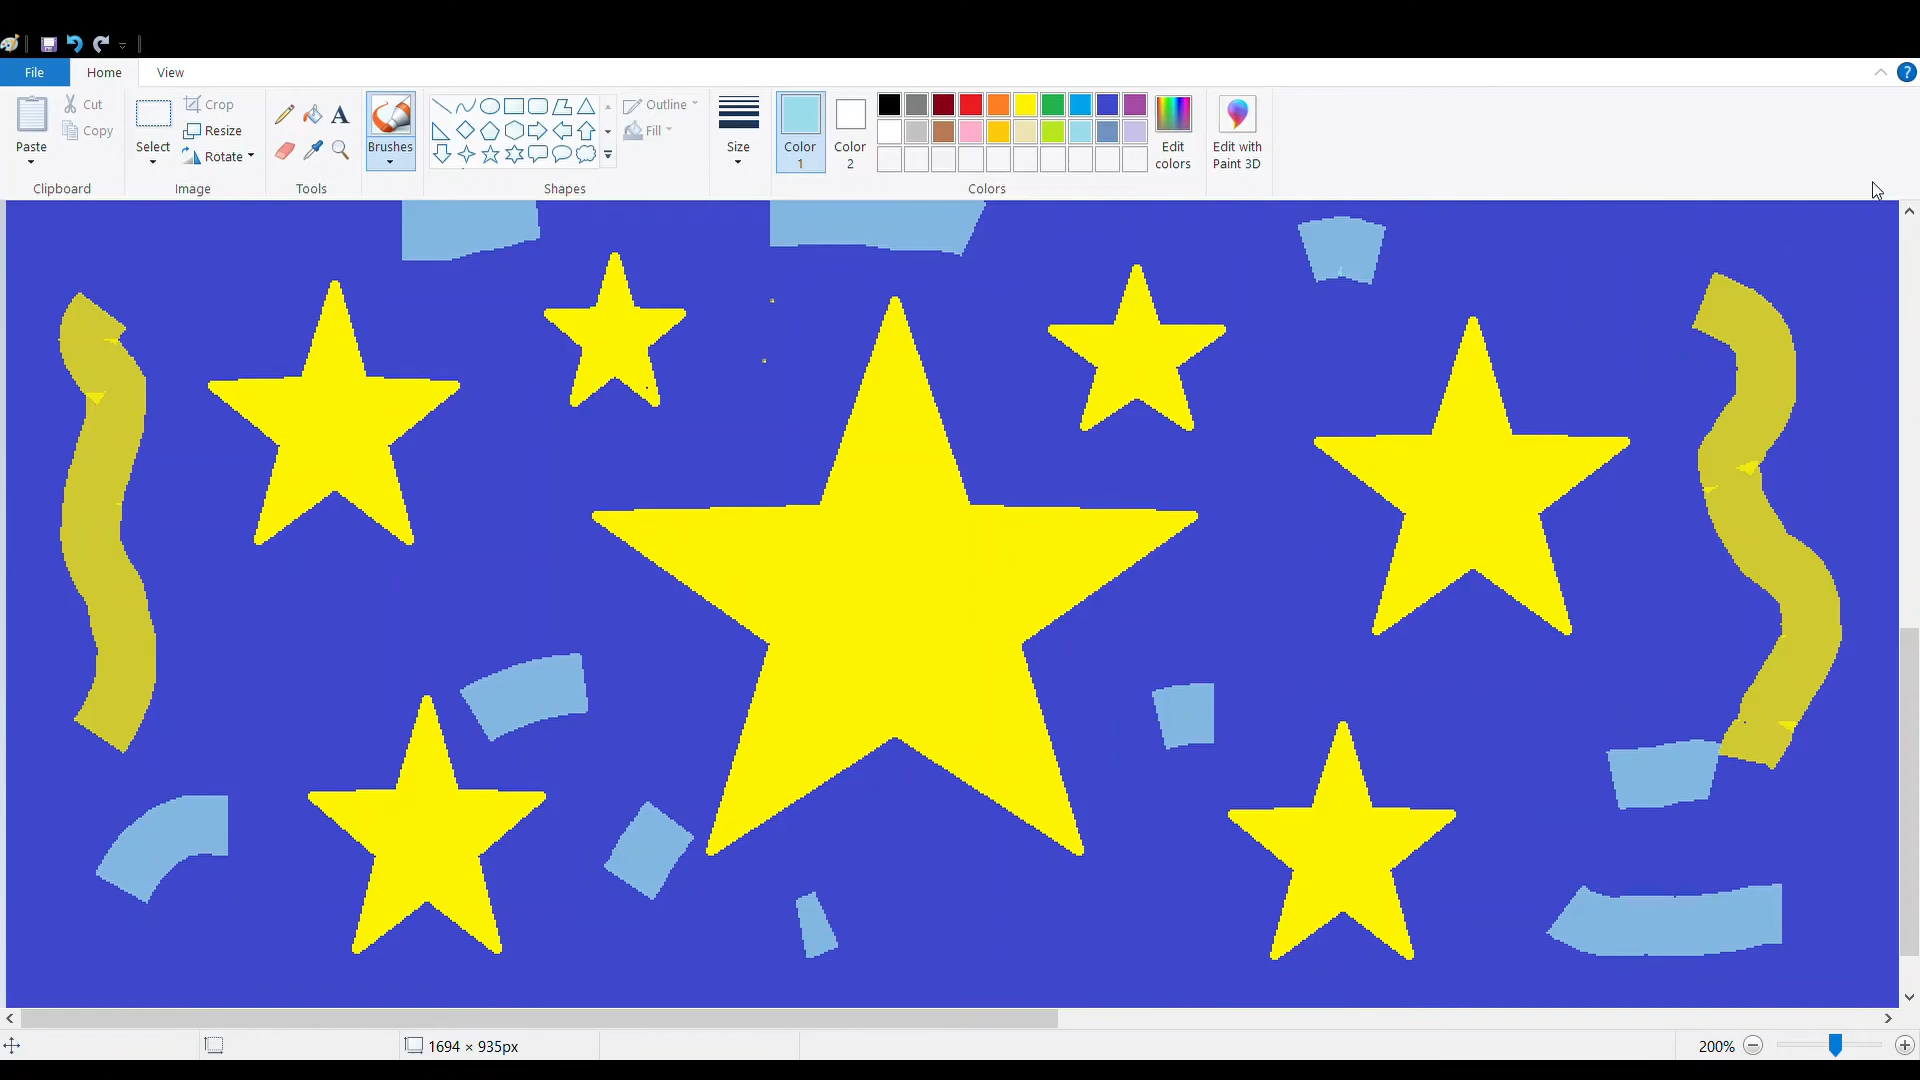 File Home View
?
Paste
Cut
Copy
Clipboard
Select
Crop
Resize
Rotate
Image
A
Tools
Brushes
Shapes
Outline
Fill
Size
Color 1
Color 2
Colors
Edit colors
Edit with Paint 3D
1694 × 935px
200%